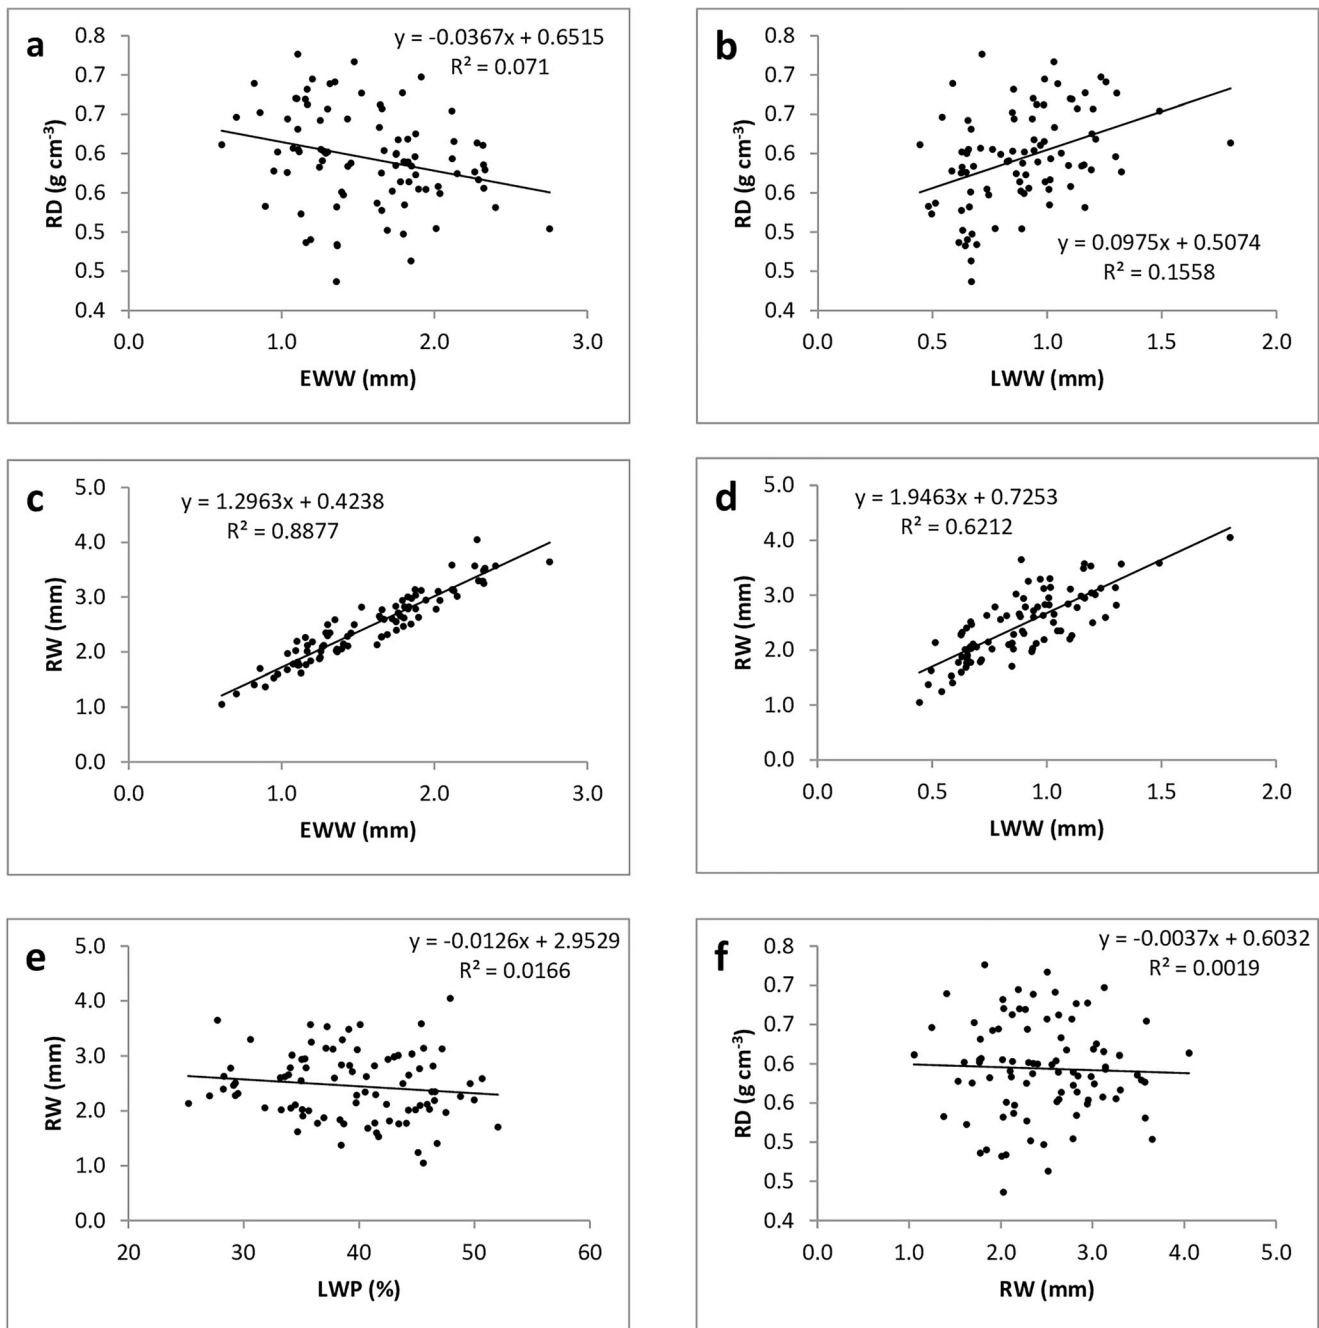 a
y = -0.0367x + 0.6515
R² = 0.071
0.8
0.7
0.7
0.6
0.6
0.5
0.5
0.4
RD (g cm⁻³)
0.0 1.0 2.0 3.0
EWW (mm)
b
0.8
0.7
0.7
0.6
0.6
0.5
0.5
0.4
RD (g cm⁻³)
y = 0.0975x + 0.5074
R² = 0.1558
0.0 0.5 1.0 1.5 2.0
LWW (mm)
c
y = 1.2963x + 0.4238
R² = 0.8877
5.0
4.0
3.0
2.0
1.0
0.0
RW (mm)
0.0 1.0 2.0 3.0
EWW (mm)
d
y = 1.9463x + 0.7253
R² = 0.6212
5.0
4.0
3.0
2.0
1.0
0.0
RW (mm)
0.0 0.5 1.0 1.5 2.0
LWW (mm)
e
y = -0.0126x + 2.9529
R² = 0.0166
5.0
4.0
3.0
2.0
1.0
0.0
RW (mm)
20 30 40 50 60
LWP (%)
f
y = -0.0037x + 0.6032
R² = 0.0019
0.8
0.7
0.7
0.6
0.6
0.5
0.5
0.4
RD (g cm⁻³)
0.0 1.0 2.0 3.0 4.0 5.0
RW (mm)